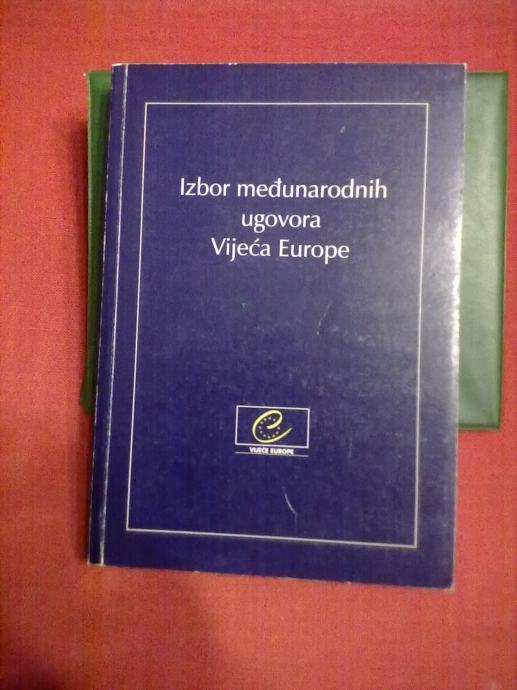 Izbor međunarodnih
ugovora
Vijeća Europe
VIJEĆE EUROPE